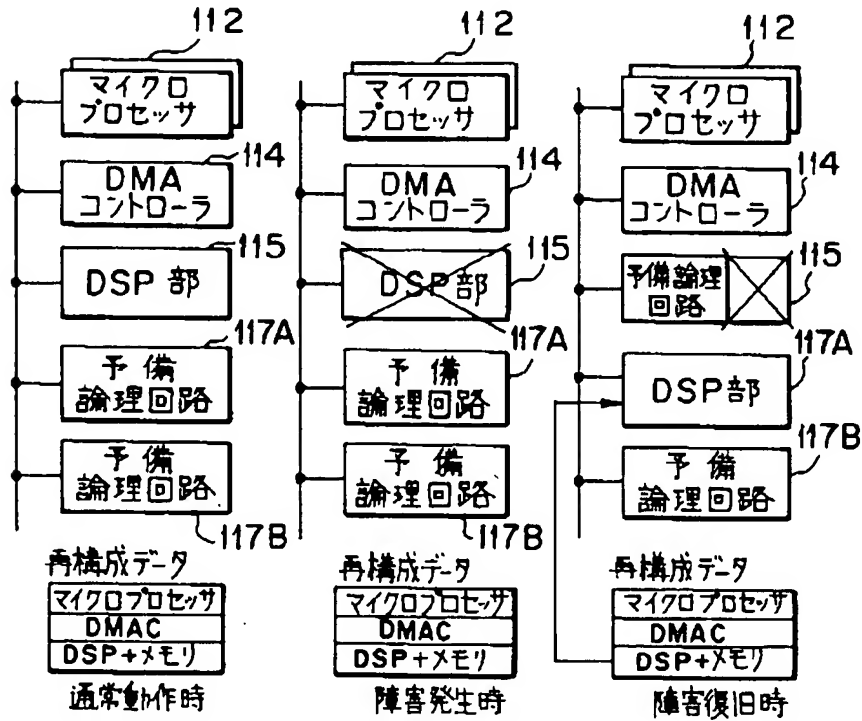 112
マイクロ
プロセッサ
114
DMA
コントローラ
115
DSP部
117A
予備
論理回路
予備
論理回路
117B
再構成データ
マイクロプロセッサ
DMAC
DSP+メモリ
通常動作時
112
マイクロ
プロセッサ
114
DMA
コントローラ
115
DSP部
117A
予備
論理回路
予備
論理回路
117B
再構成データ
マイクロプロセッサ
DMAC
DSP+メモリ
障害発生時
112
マイクロ
プロセッサ
114
DMA
コントローラ
115
予備論理
回路
117A
DSP部
117B
予備
論理回路
再構成データ
マイクロプロセッサ
DMAC
DSP+メモリ
障害復旧時